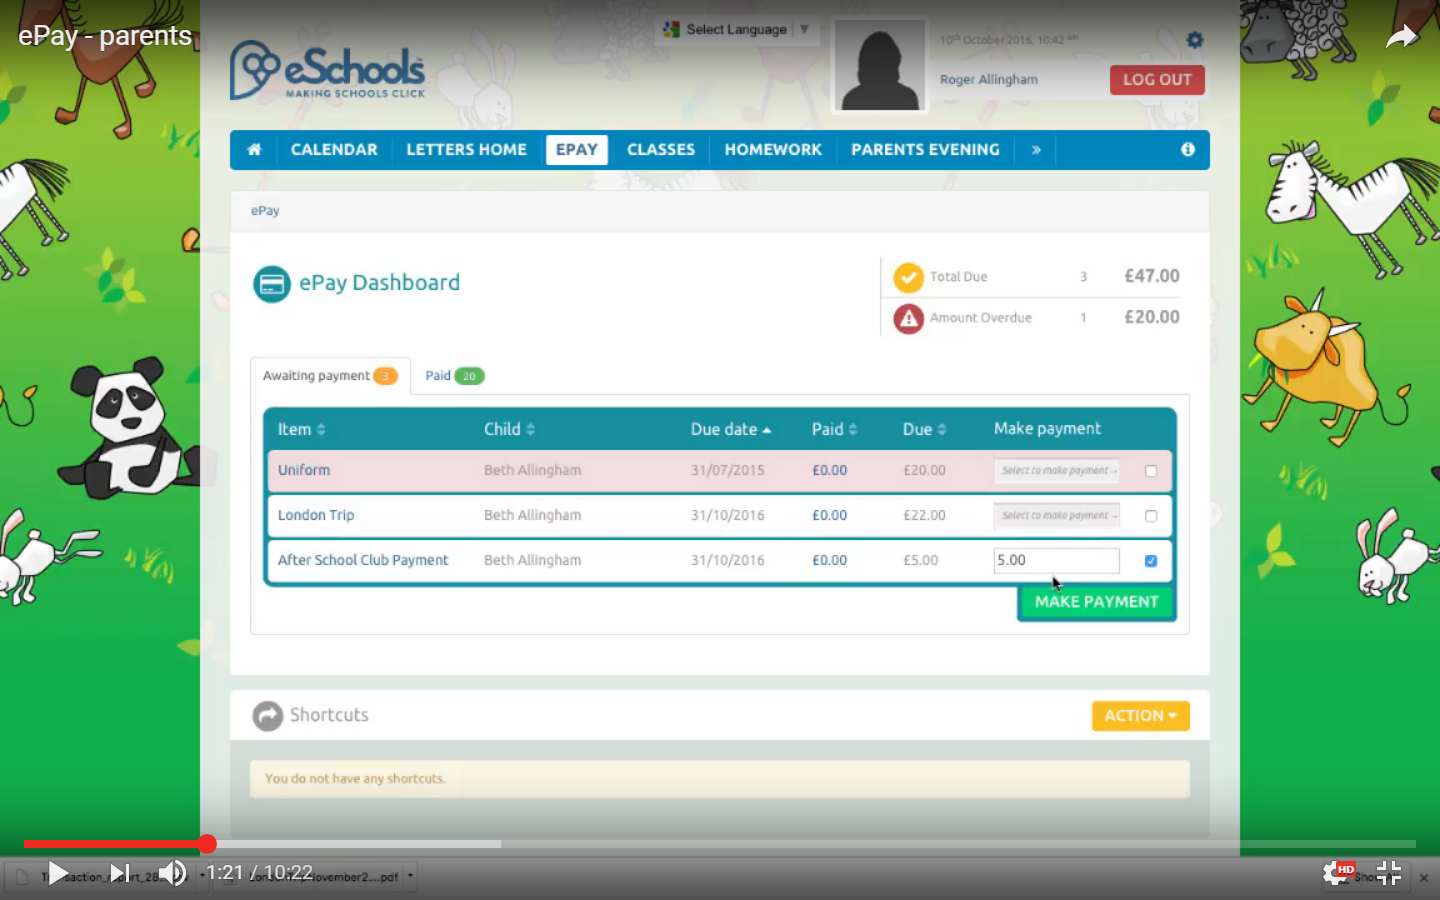 ePay - parents
Select Language ▼
10th October 2016, 10:42 am
eSchools
MAKING SCHOOLS CLICK
Roger Allingham
LOG OUT
CALENDAR LETTERS HOME EPAY CLASSES HOMEWORK PARENTS EVENING »
ePay
ePay Dashboard
Total Due 3 £47.00
Amount Overdue 1 £20.00
Awaiting payment 3 Paid 20
Item Child Due date Paid Due Make payment
Uniform Beth Allingham 31/07/2015 £0.00 £20.00 Select to make payment
London Trip Beth Allingham 31/10/2016 £0.00 £22.00 Select to make payment
After School Club Payment Beth Allingham 31/10/2016 £0.00 £5.00 5.00
MAKE PAYMENT
Shortcuts
ACTION
You do not have any shortcuts.
1:21 / 10:22
HD